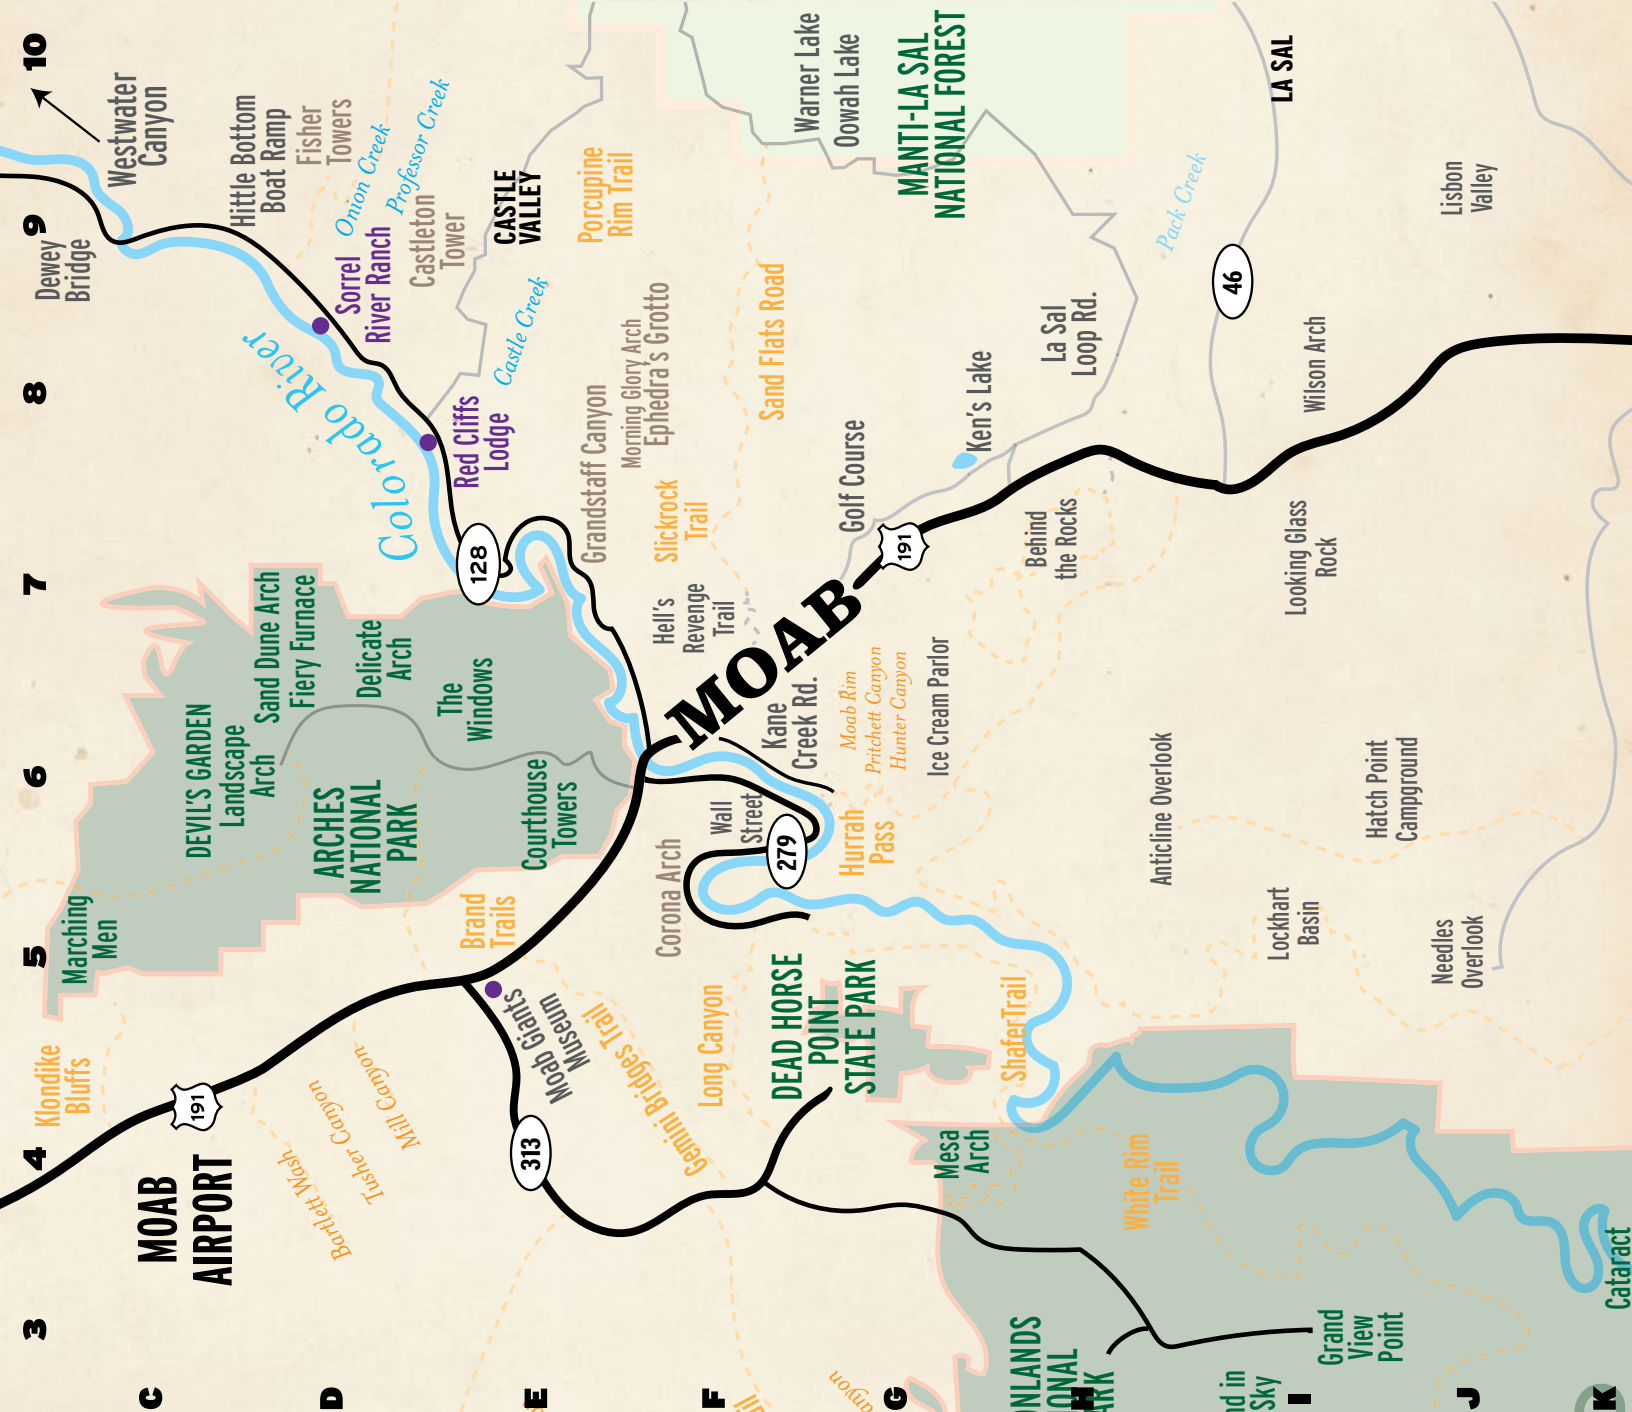 10
9
8
7
6
5
4
3
C
D
E
F
G
H
I
J
K
Westwater
Canyon
Dewey
Bridge
Hittle Bottom
Boat Ramp
Fisher
Towers
Onion Creek
Professor Creek
Sorrel
River Ranch
Castleton
Tower
CASTLE
VALLEY
Castle Creek
Porcupine
Rim Trail
Colorado River
Red Cliffs
Lodge
Warner Lake
Oowah Lake
MANTI-LA SAL
NATIONAL FOREST
LA SAL
Pack Creek
Lisbon
Valley
46
Sand Flats Road
Morning Glory Arch
Ephedra's Grotto
Grandstaff Canyon
Slickrock
Trail
Golf Course
Ken's Lake
La Sal
Loop Rd.
Wilson Arch
128
191
Behind
the Rocks
Looking Glass
Rock
Hell's
Revenge
Trail
MOAB
Kane
Creek Rd.
Moab Rim
Pritchett Canyon
Hunter Canyon
Ice Cream Parlor
Sand Dune Arch
Fiery Furnace
Delicate
Arch
The
Windows
DEVIL'S GARDEN
Landscape
Arch
ARCHES
NATIONAL
PARK
Courthouse
Towers
Marching
Men
Brand
Trails
Corona Arch
Wall
Street
279
Hurrah
Pass
Anticline Overlook
Hatch Point
Campground
Lockhart
Basin
Needles
Overlook
Klondike
Bluffs
191
MOAB
AIRPORT
Bartlett Wash
Tusher Canyon
Mill Canyon
Moab Giants
Museum
Gemini Bridges Trail
Long Canyon
313
DEAD HORSE
POINT
STATE PARK
Shafer Trail
Mesa
Arch
White Rim
Trail
Grand
View
Point
Cataract
ONLANDS
ONAL
ARK
nd in
Sky
anyon
ail